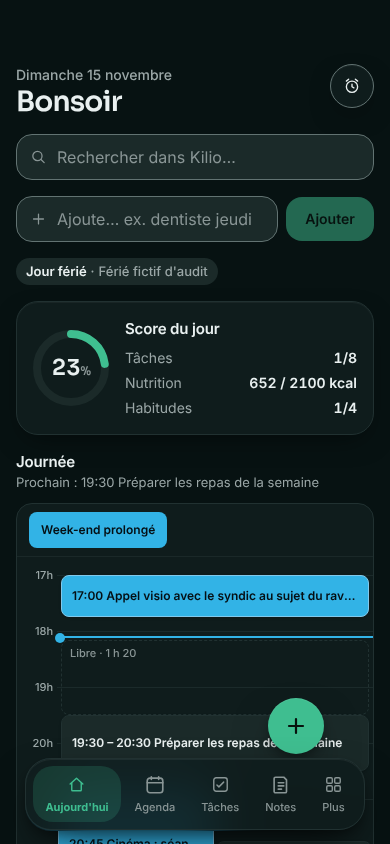 Dimanche 15 novembre
Bonsoir
Rechercher dans Kilio...
Ajoute... ex. dentiste jeudi
Ajouter
Jour férié · Férié fictif d'audit
Score du jour
23%
Tâches 1/8
Nutrition 652 / 2100 kcal
Habitudes 1/4
Journée
Prochain : 19:30 Préparer les repas de la semaine
Week-end prolongé
17h
17:00 Appel visio avec le syndic au sujet du rav...
18h
Libre · 1 h 20
19h
20h
19:30 – 20:30 Préparer les repas de
Aujourd'hui
Agenda
Tâches
Notes
Plus
20:45 Cinéma : séan